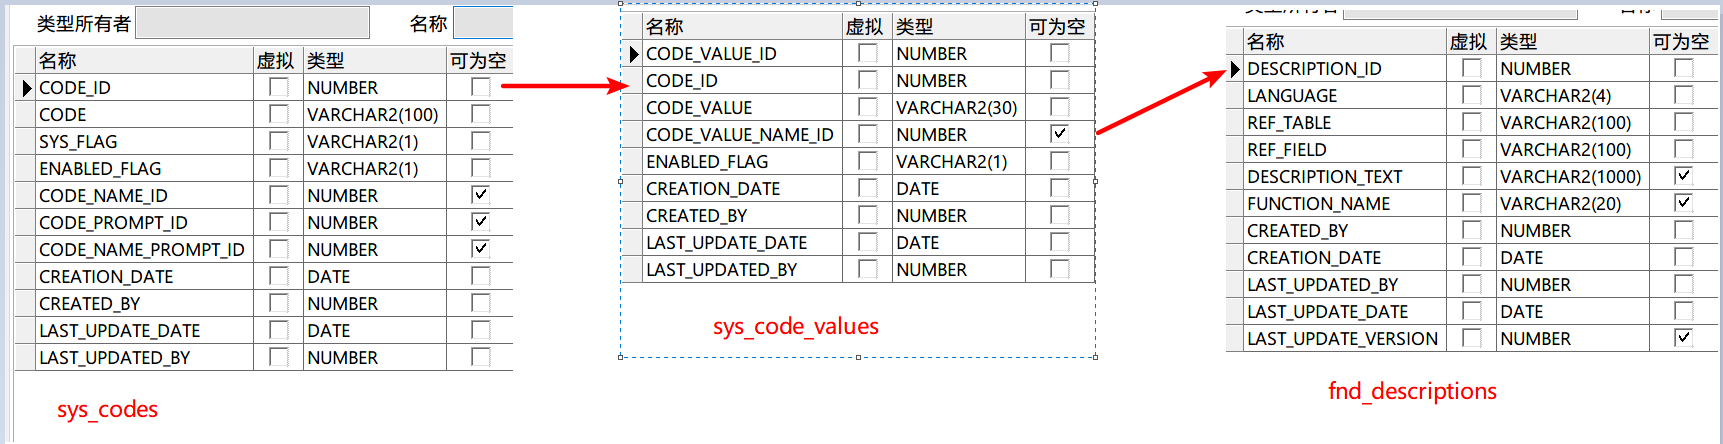 类型所有者 名称
名称 虚拟 类型 可为空
CODE_ID NUMBER
CODE VARCHAR2(100)
SYS_FLAG VARCHAR2(1)
ENABLED_FLAG VARCHAR2(1)
CODE_NAME_ID NUMBER
CODE_PROMPT_ID NUMBER
CODE_NAME_PROMPT_ID NUMBER
CREATION_DATE DATE
CREATED_BY NUMBER
LAST_UPDATE_DATE DATE
LAST_UPDATED_BY NUMBER
sys_codes
名称 虚拟 类型 可为空
CODE_VALUE_ID NUMBER
CODE_ID NUMBER
CODE_VALUE VARCHAR2(30)
CODE_VALUE_NAME_ID NUMBER
ENABLED_FLAG VARCHAR2(1)
CREATION_DATE DATE
CREATED_BY NUMBER
LAST_UPDATE_DATE DATE
LAST_UPDATED_BY NUMBER
sys_code_values
名称 虚拟 类型 可为空
DESCRIPTION_ID NUMBER
LANGUAGE VARCHAR2(4)
REF_TABLE VARCHAR2(100)
REF_FIELD VARCHAR2(100)
DESCRIPTION_TEXT VARCHAR2(1000)
FUNCTION_NAME VARCHAR2(20)
CREATED_BY NUMBER
CREATION_DATE DATE
LAST_UPDATED_BY NUMBER
LAST_UPDATE_DATE DATE
LAST_UPDATE_VERSION NUMBER
fnd_descriptions